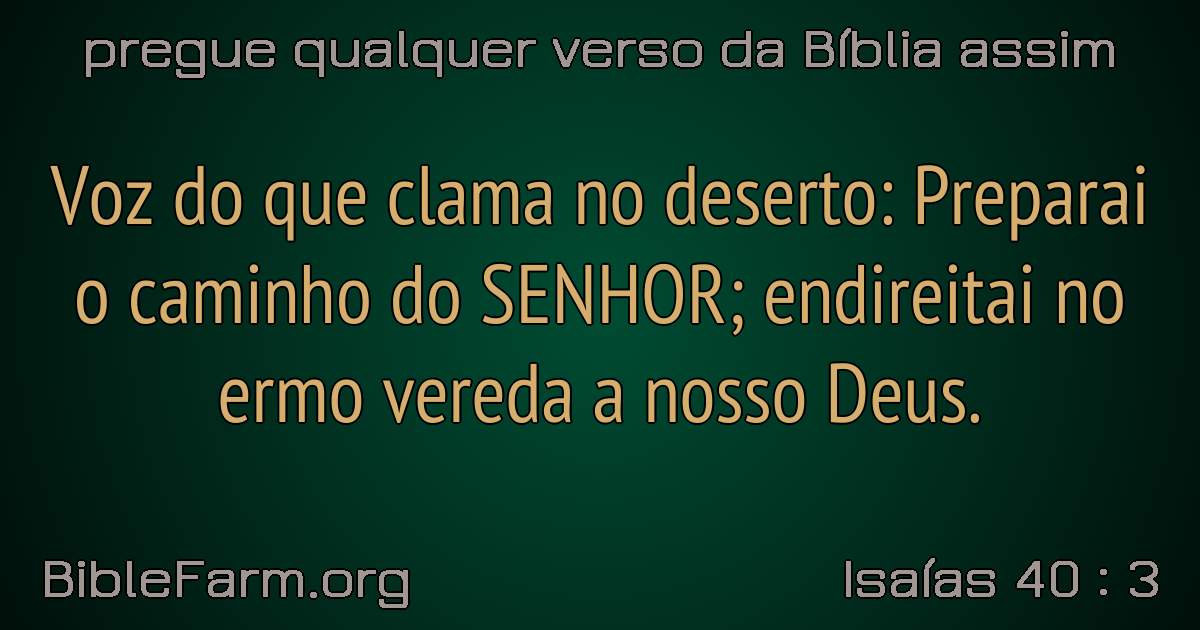 pregue qualquer verso da Bíblia assim
Voz do que clama no deserto: Preparai
o caminho do SENHOR; endireitai no
ermo vereda a nosso Deus.
BibleFarm.org
Isaías 40 : 3